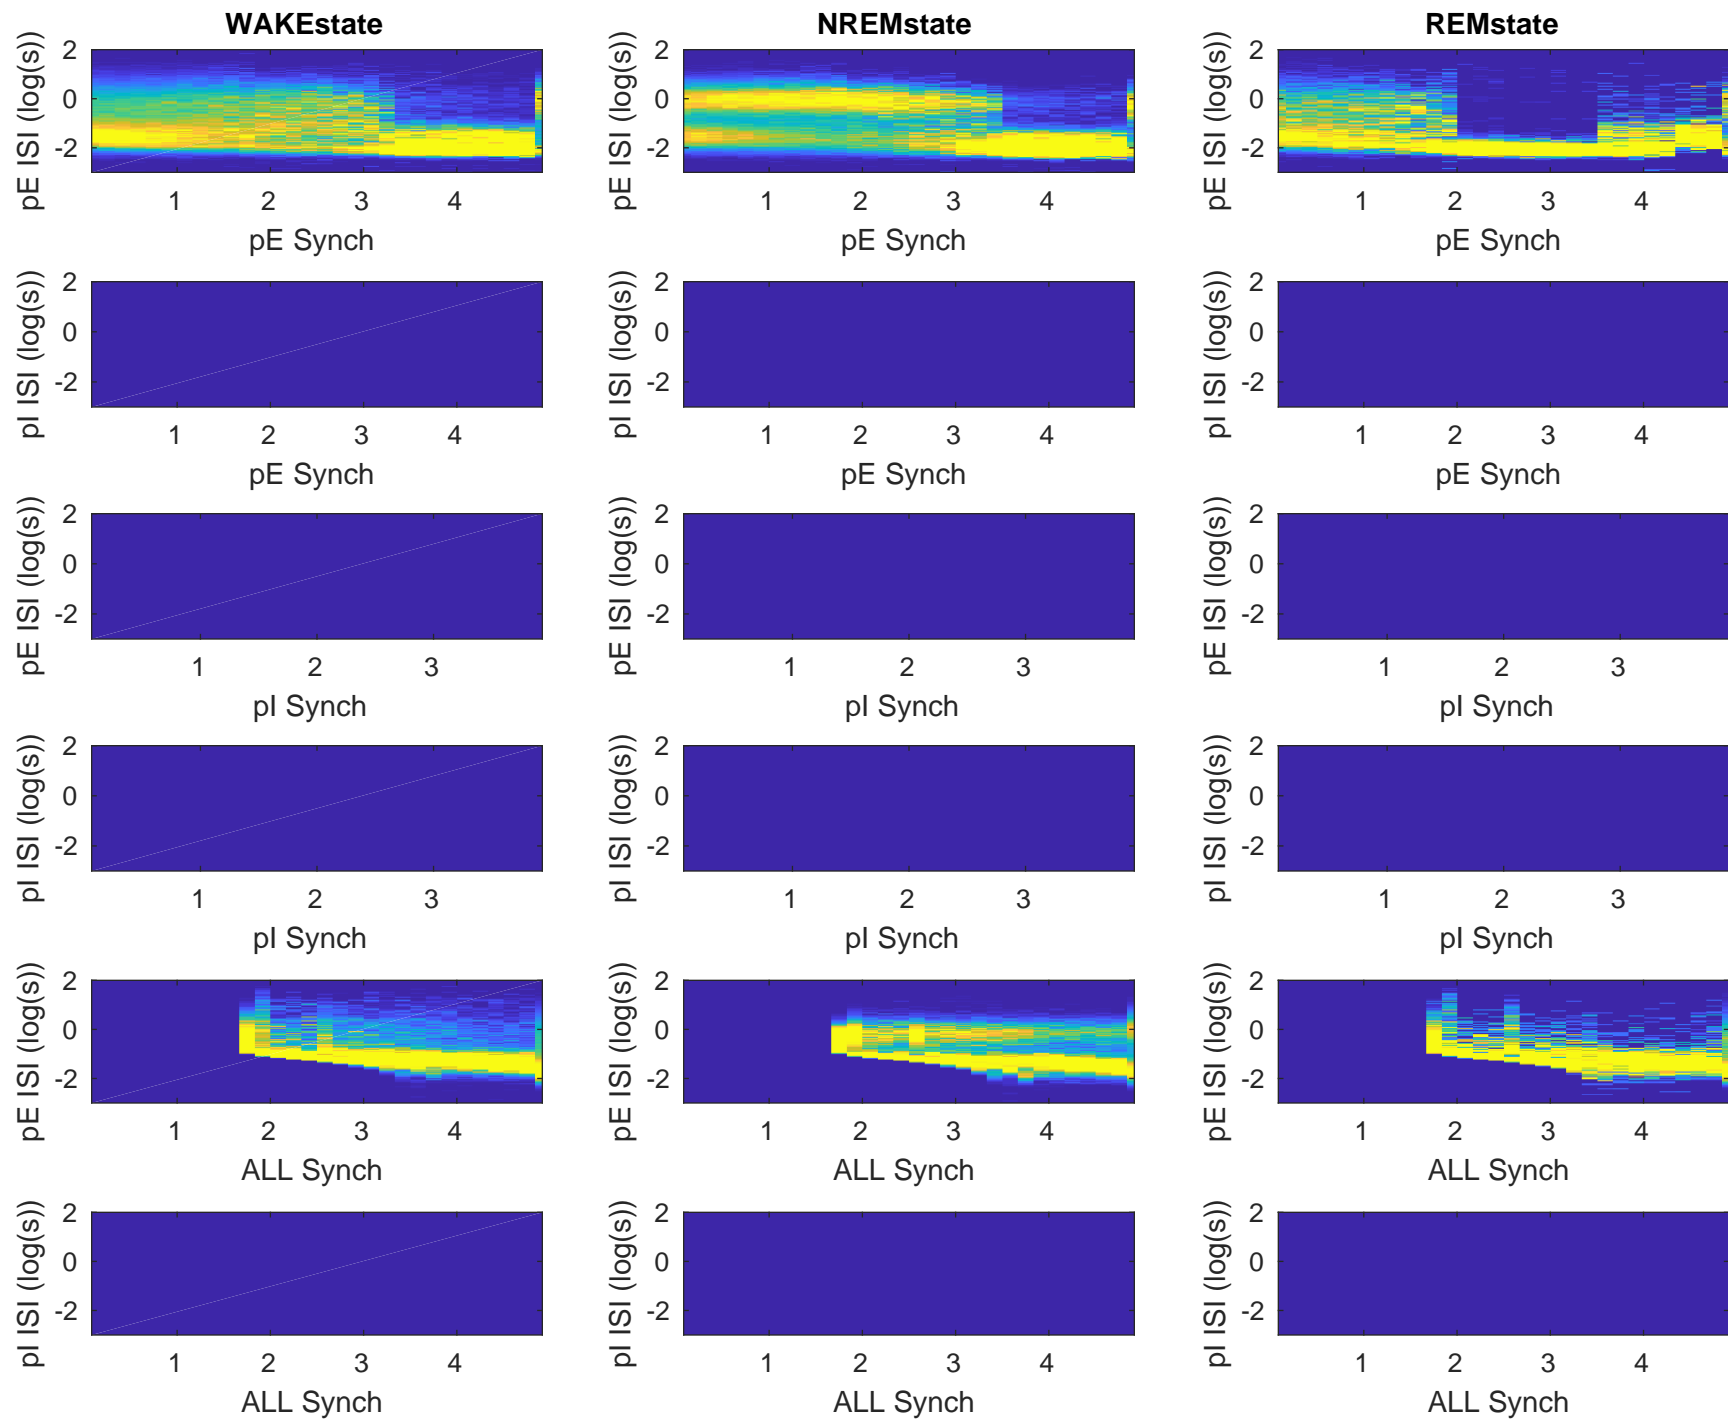 WAKEstate NREMstate REMstate
pE ISI (log(s)) 2 0 -2 pE ISI (log(s)) 2 0 -2 pE ISI (log(s)) 2 0 -2
1 2 3 4 1 2 3 4 1 2 3 4
pE Synch pE Synch pE Synch
pI ISI (log(s)) 2 0 -2 pI ISI (log(s)) 2 0 -2 pI ISI (log(s)) 2 0 -2
1 2 3 4 1 2 3 4 1 2 3 4
pE Synch pE Synch pE Synch
pE ISI (log(s)) 2 0 -2 pE ISI (log(s)) 2 0 -2 pE ISI (log(s)) 2 0 -2
1 2 3 1 2 3 1 2 3
pI Synch pI Synch pI Synch
pI ISI (log(s)) 2 0 -2 pI ISI (log(s)) 2 0 -2 pI ISI (log(s)) 2 0 -2
1 2 3 1 2 3 1 2 3
pI Synch pI Synch pI Synch
pE ISI (log(s)) 2 0 -2 pE ISI (log(s)) 2 0 -2 pE ISI (log(s)) 2 0 -2
1 2 3 4 1 2 3 4 1 2 3 4
ALL Synch ALL Synch ALL Synch
pI ISI (log(s)) 2 0 -2 pI ISI (log(s)) 2 0 -2 pI ISI (log(s)) 2 0 -2
1 2 3 4 1 2 3 4 1 2 3 4
ALL Synch ALL Synch ALL Synch